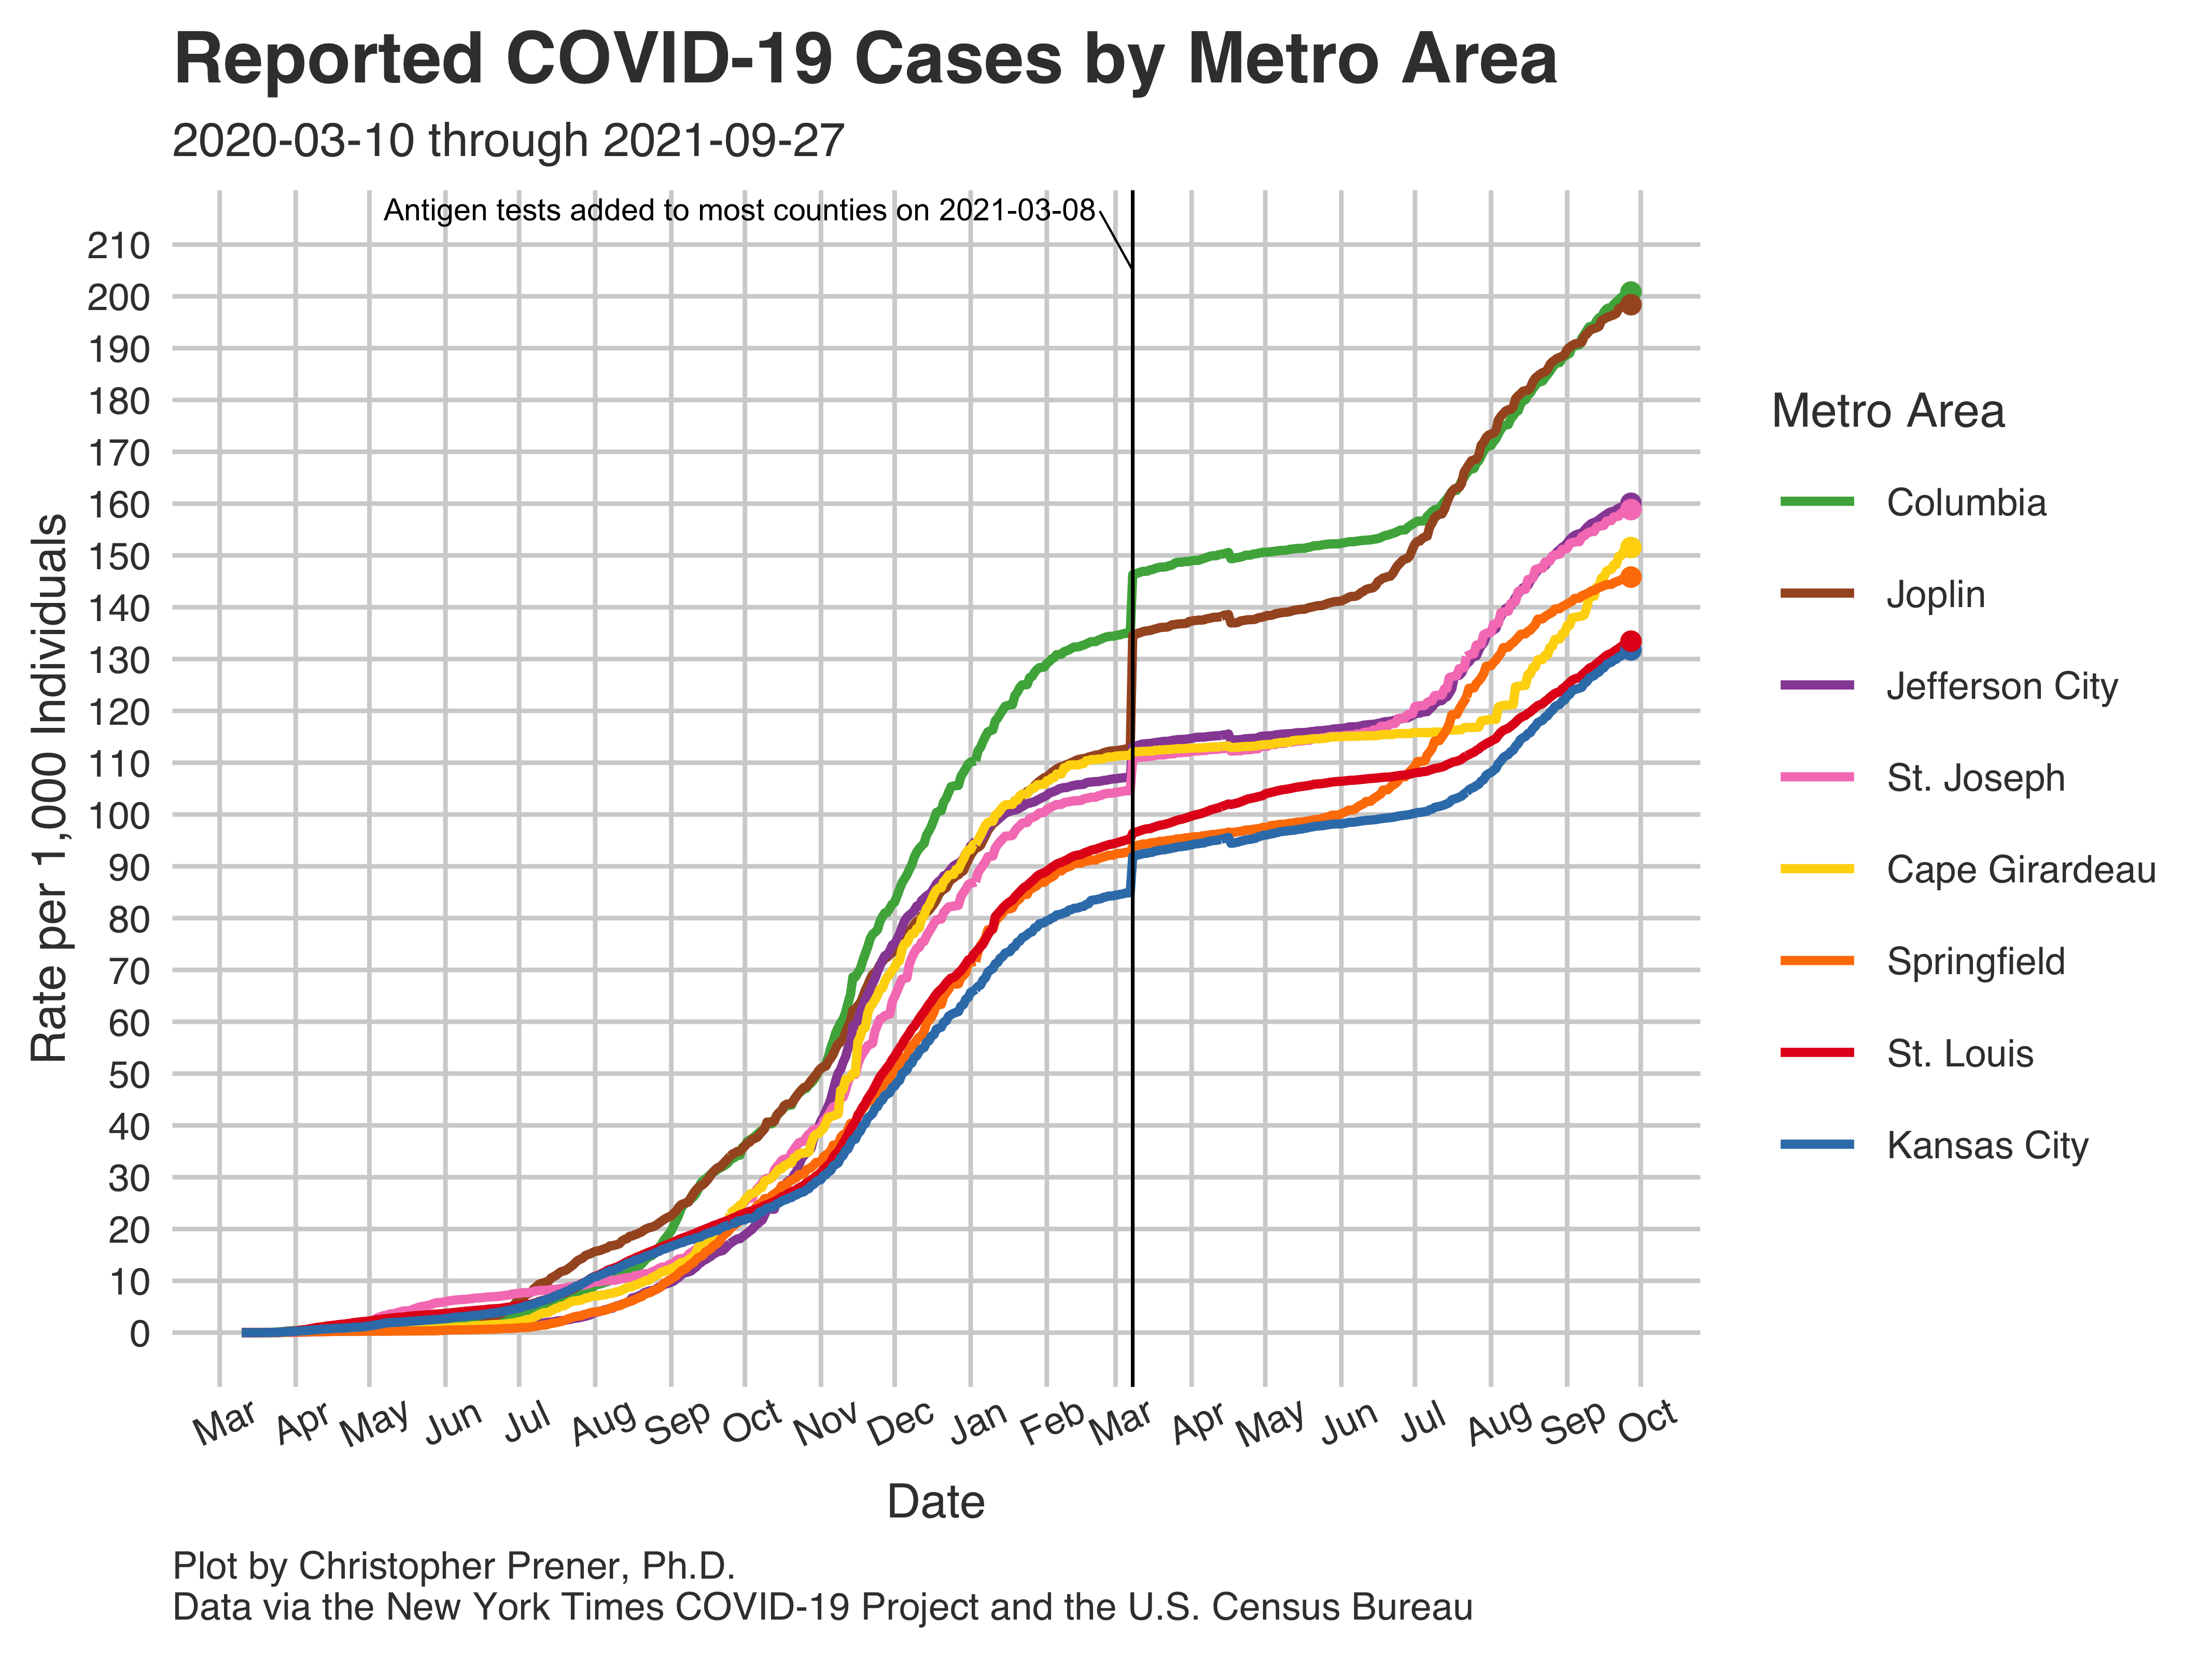 Reported COVID-19 Cases by Metro Area
2020-03-10 through 2021-09-27
Antigen tests added to most counties on 2021-03-08
210
200
190
180
170
160
150
140
130
120
110
100
90
80
70
60
50
40
30
20
10
0
Rate per 1,000 Individuals
Mar Apr May Jun Jul Aug Sep Oct Nov Dec Jan Feb Mar Apr May Jun Jul Aug Sep Oct
Date
Metro Area
Columbia
Joplin
Jefferson City
St. Joseph
Cape Girardeau
Springfield
St. Louis
Kansas City
Plot by Christopher Prener, Ph.D.
Data via the New York Times COVID-19 Project and the U.S. Census Bureau